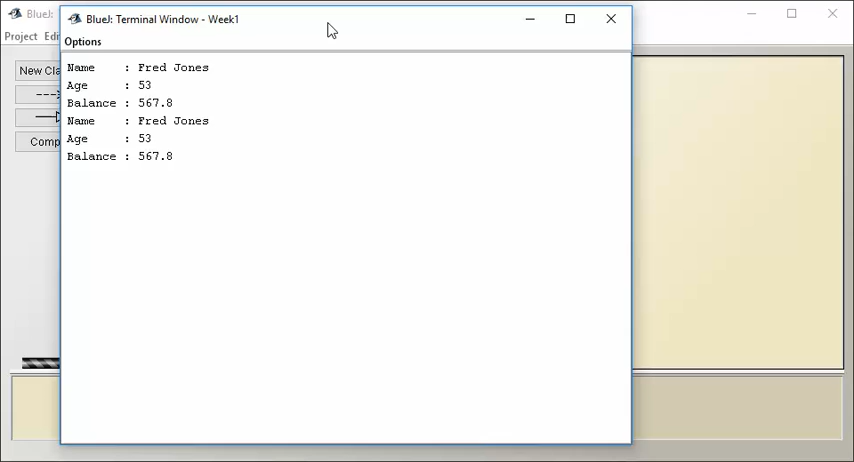 BlueJ:
BlueJ: Terminal Window - Week1
Project
Options
New Cla
Comp
Name    : Fred Jones
Age     : 53
Balance : 567.8
Name    : Fred Jones
Age     : 53
Balance : 567.8